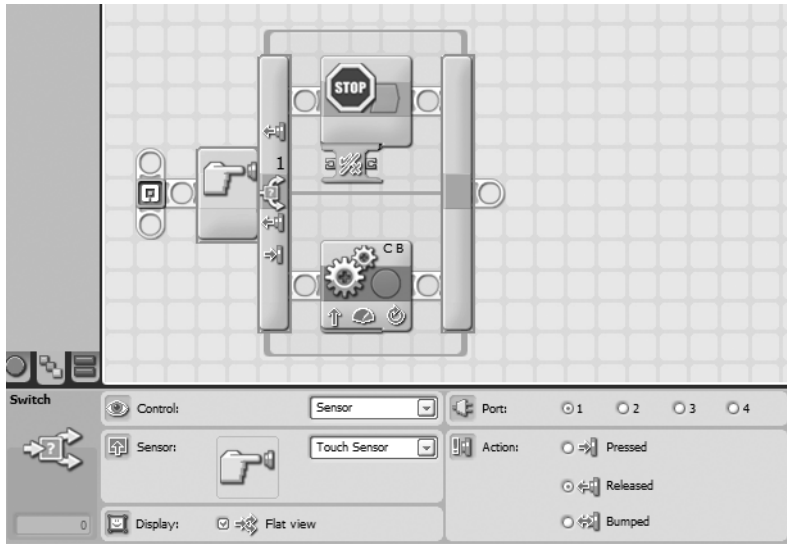 STOP
1
C B
Switch
Control: Sensor
Port: 1 2 3 4
Sensor: Touch Sensor
Action: Pressed
Released
0
Display: Flat view
Bumped